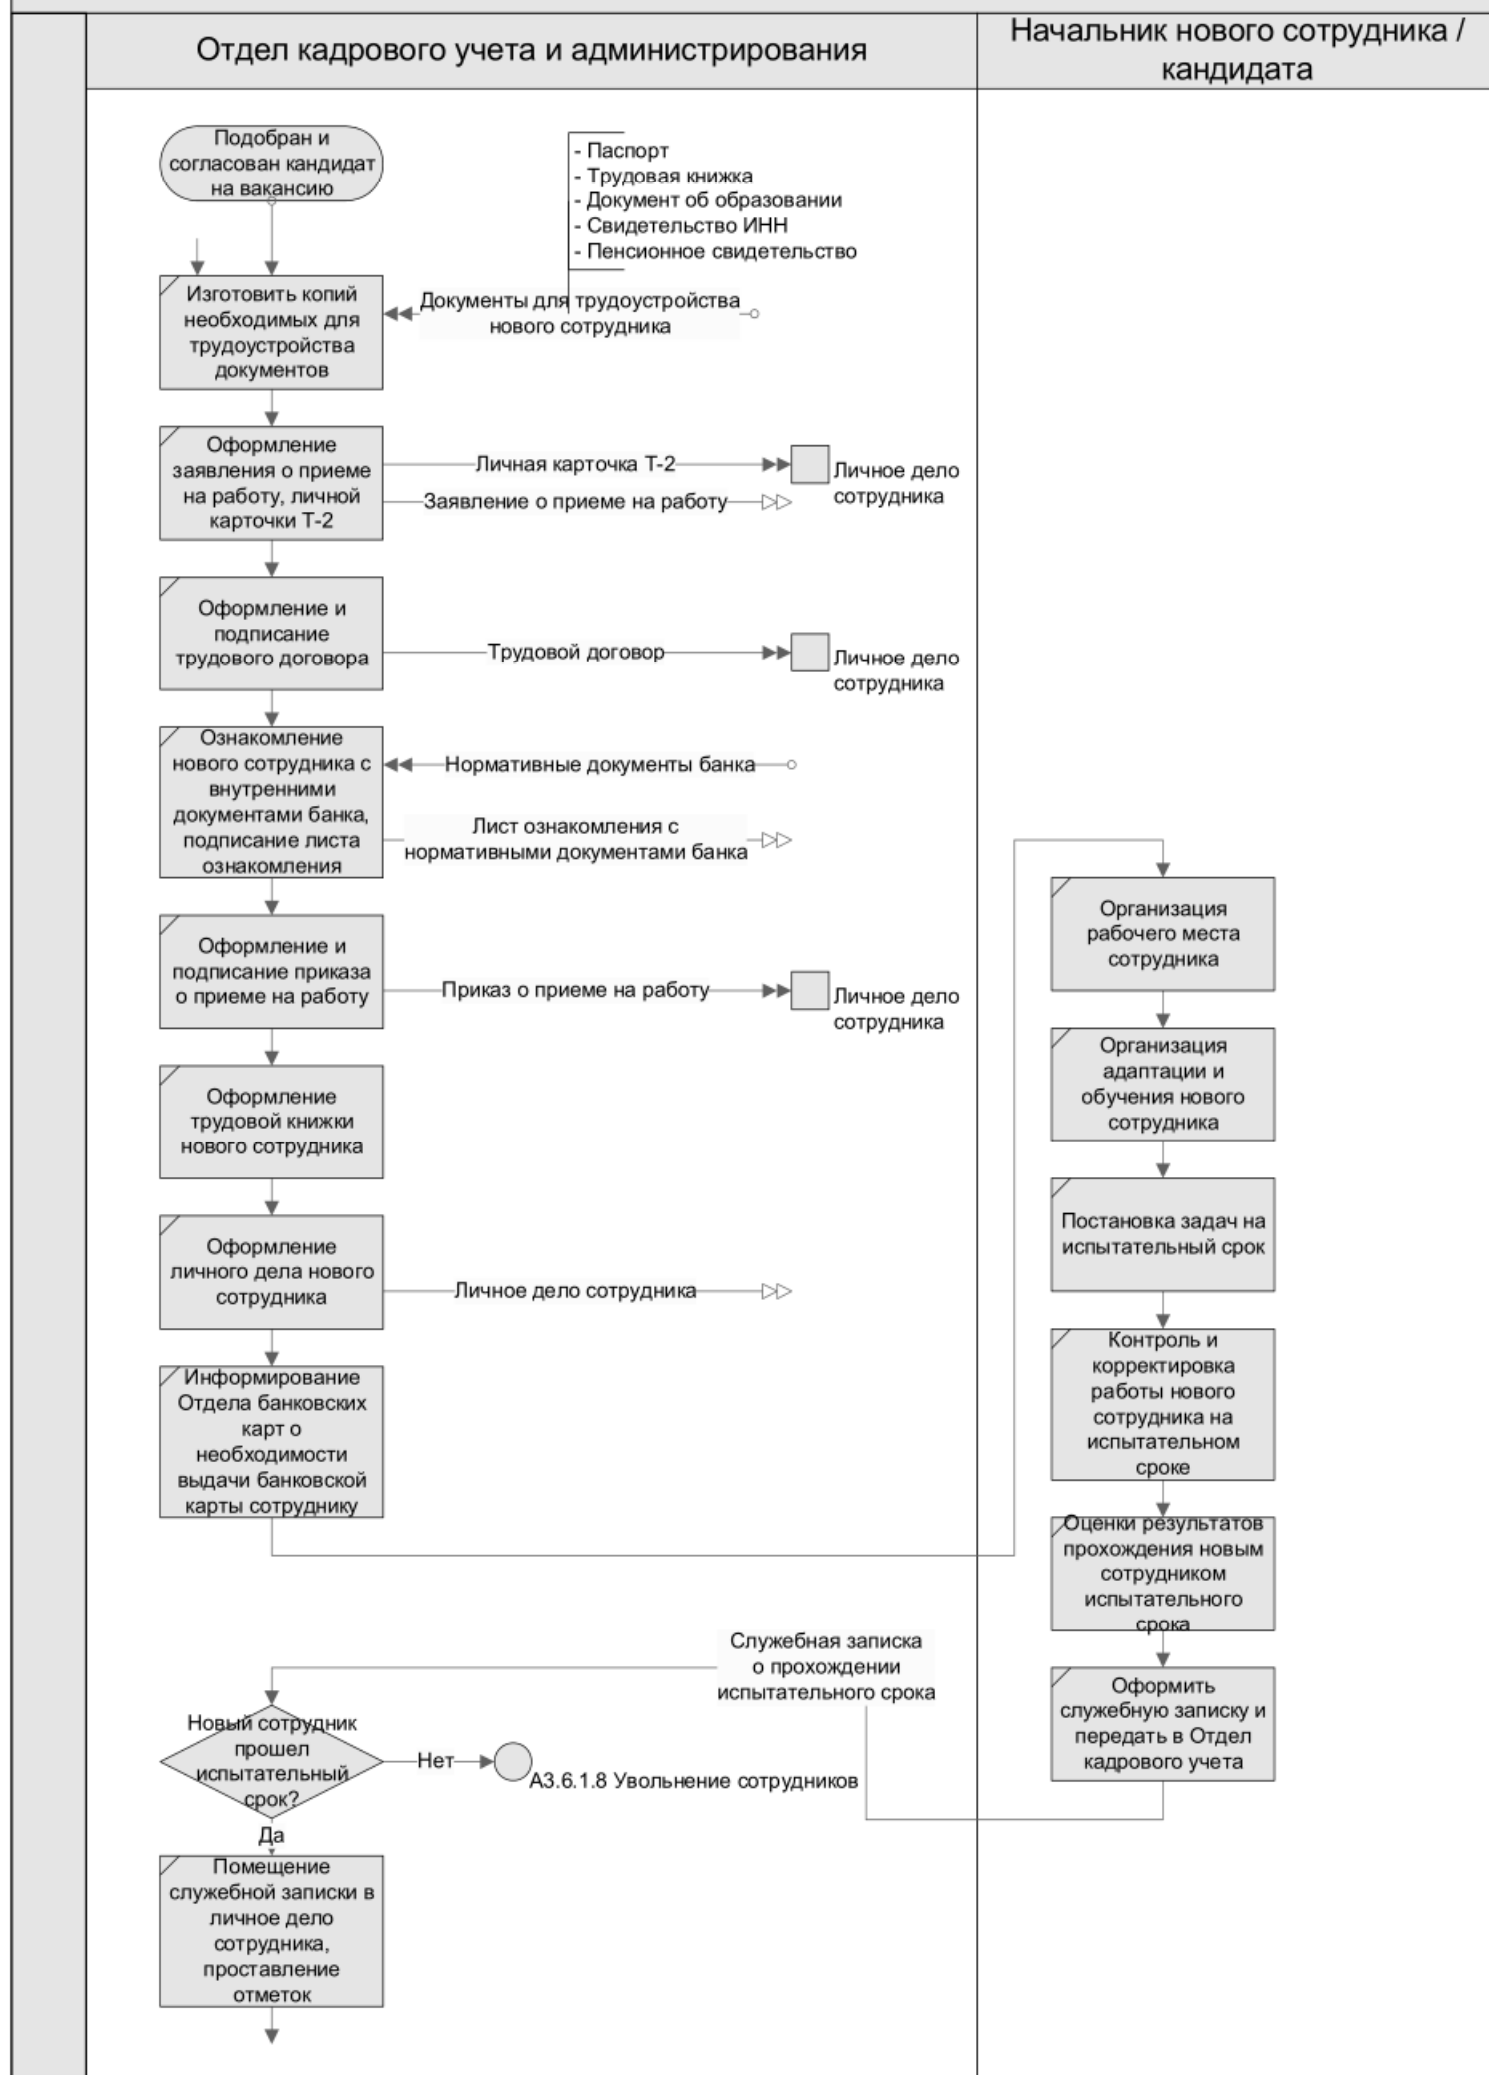 Отдел кадрового учета и администрирования
Начальник нового сотрудника /
кандидата
Подобран и
согласован кандидат
на вакансию
- Паспорт
- Трудовая книжка
- Документ об образовании
- Свидетельство ИНН
- Пенсионное свидетельство
Изготовить копий
необходимых для
трудоустройства
документов
Документы для трудоустройства
нового сотрудника
Оформление
заявления о приеме
на работу, личной
карточки Т-2
Личная карточка Т-2
Заявление о приеме на работу
Личное дело
сотрудника
Оформление и
подписание
трудового договора
Трудовой договор
Личное дело
сотрудника
Ознакомление
нового сотрудника с
внутренними
документами банка,
подписание листа
ознакомления
Нормативные документы банка
Лист ознакомления с
нормативными документами банка
Оформление и
подписание приказа
о приеме на работу
Приказ о приеме на работу
Личное дело
сотрудника
Оформление
трудовой книжки
нового сотрудника
Оформление
личного дела нового
сотрудника
Личное дело сотрудника
Информирование
Отдела банковских
карт о
необходимости
выдачи банковской
карты сотруднику
Организация
рабочего места
сотрудника
Организация
адаптации и
обучения нового
сотрудника
Постановка задач на
испытательный срок
Контроль и
корректировка
работы нового
сотрудника на
испытательном
сроке
Оценки результатов
прохождения новым
сотрудником
испытательного
срока
Оформить
служебную записку и
передать в Отдел
кадрового учета
Служебная записка
о прохождении
испытательного срока
Новый сотрудник
прошел
испытательный
срок?
Нет
А3.6.1.8 Увольнение сотрудников
Да
Помещение
служебной записки в
личное дело
сотрудника,
проставление
отметок